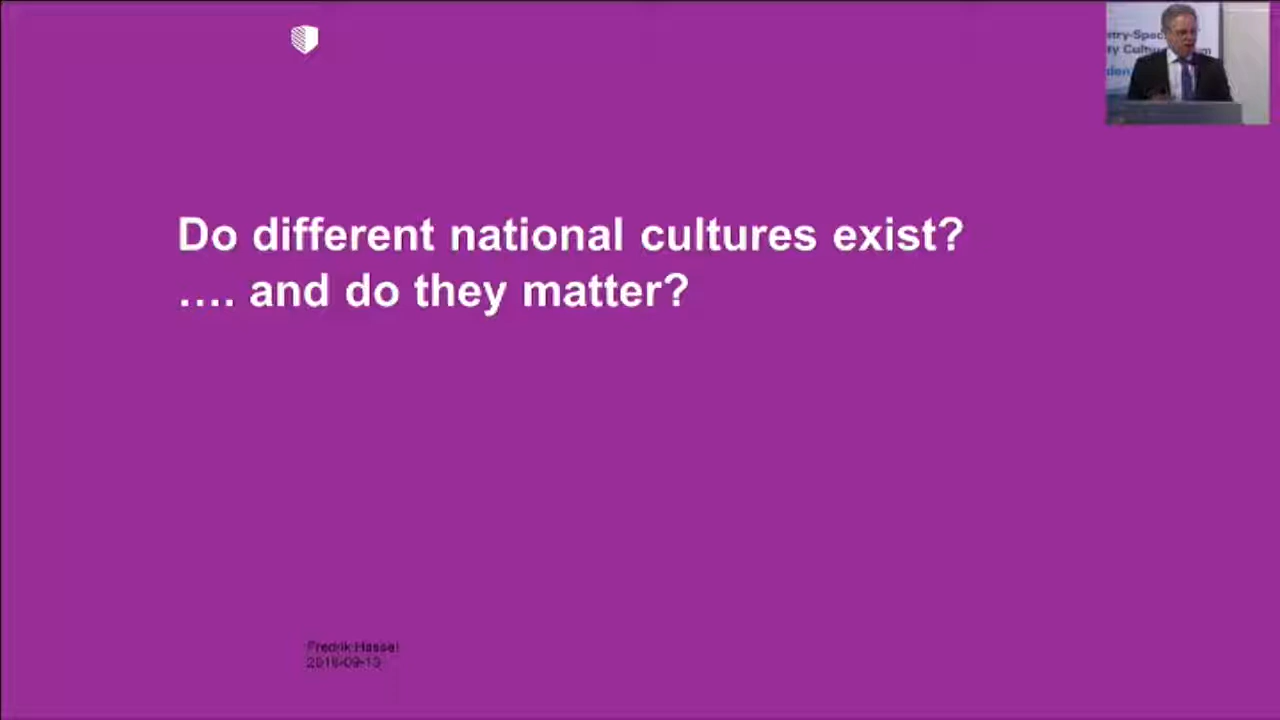 Do different national cultures exist?
.... and do they matter?
Fredrik Hassel